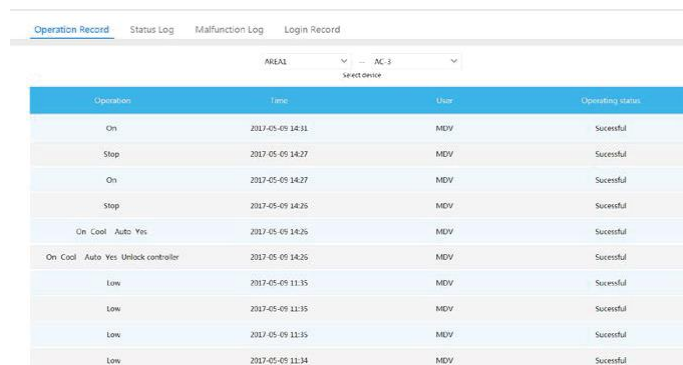 Operation Record Status Log Malfunction Log Login Record
AREA1 -- AC-3
Select device
Operation Time User Operating status
On 2017-05-09 14:31 MDV Sucessful
Stop 2017-05-09 14:27 MDV Sucessful
On 2017-05-09 14:27 MDV Sucessful
Stop 2017-05-09 14:26 MDV Sucessful
On Cool Auto Yes 2017-05-09 14:26 MDV Sucessful
On Cool Auto Yes Unlock controller 2017-05-09 14:26 MDV Sucessful
Low 2017-05-09 11:35 MDV Sucessful
Low 2017-05-09 11:35 MDV Sucessful
Low 2017-05-09 11:35 MDV Sucessful
Low 2017-05-09 11:34 MDV Sucessful